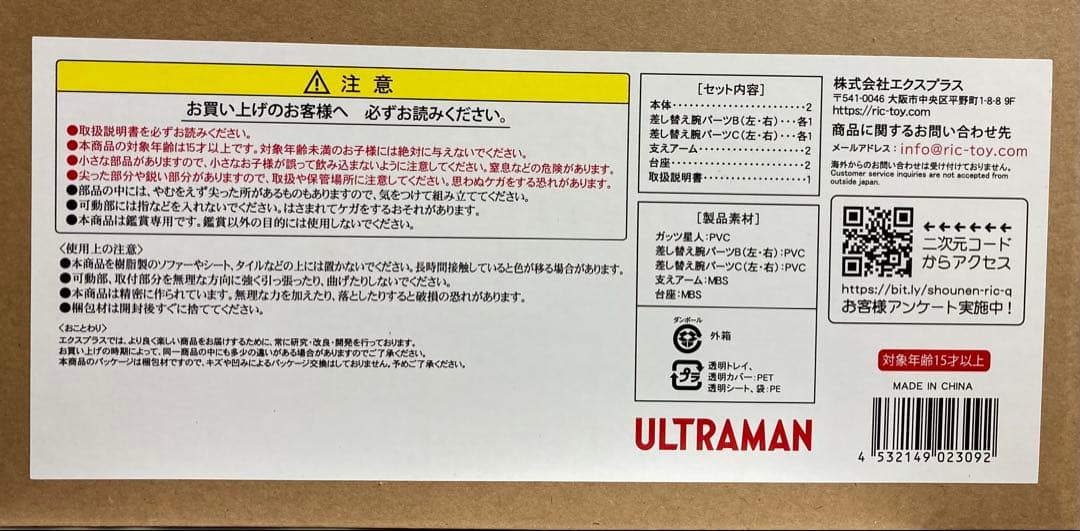 注意
お買い上げのお客様へ 必ずお読みください。
●取扱説明書を必ずお読みください。
●本商品の対象年齢は15才以上です。対象年齢未満のお子様には絶対に与えないでください。
●小さな部品がありますので、小さなお子様が誤って飲み込まないように注意してください。窒息などの危険があります。
●尖った部分や鋭い部分がありますので、取扱や保管場所に注意してください。思わぬケガをする恐れがあります。
●部品の中には、やむをえず尖った所があるものもありますので、気をつけて組み立ててください。
●可動部には指などを入れないでください。はさまれてケガをするおそれがあります。
●本商品は鑑賞専用です。鑑賞以外の目的には使用しないでください。
〈使用上の注意〉
●本商品を樹脂製のソファーやシート、タイルなどの上には置かないでください。長時間接触していると色が移る場合があります。
●可動部、取付部分を無理な方向に強く引っ張ったり、曲げたりしないでください。
●本商品は精密に作られています。無理な力を加えたり、落としたりすると破損の恐れがあります。
●梱包材は開封後すぐに捨ててください。
〈おことわり〉
エクスプラスでは、より良く楽しい商品をお届けするために、常に研究・改良・開発を行っております。
お買い上げの時期によって、同一商品の中にも多少の違いがある場合がありますのでご了承ください。
本商品のパッケージは梱包材ですので、キズや凹みによるパッケージ交換はしておりません。予めご了承ください。
[セット内容]
本体・・・・・・・・・・・・・・・・・・・・・2
差し替え腕パーツB(左・右)・・・各1
差し替え腕パーツC(左・右)・・・各1
支えアーム・・・・・・・・・・・・・・・・・2
台座・・・・・・・・・・・・・・・・・・・・・2
取扱説明書・・・・・・・・・・・・・・・・・1
[製品素材]
ガッツ星人:PVC
差し替え腕パーツB(左・右):PVC
差し替え腕パーツC(左・右):PVC
支えアーム:MBS
台座:MBS
ダンボール
外箱
プラ
透明トレイ、
透明カバー:PET
透明シート、袋:PE
ULTRAMAN
株式会社エクスプラス
〒541-0046 大阪市中央区平野町1-8-8 9F
https://ric-toy.com
商品に関するお問い合わせ先
メールアドレス:info@ric-toy.com
海外からのお問い合わせは受け付けておりません。
Customer service inquiries are not accepted from
outside japan.
二次元コード
からアクセス
https://bit.ly/shounen-ric-q
お客様アンケート実施中!
対象年齢15才以上
MADE IN CHINA
4 532149 023092